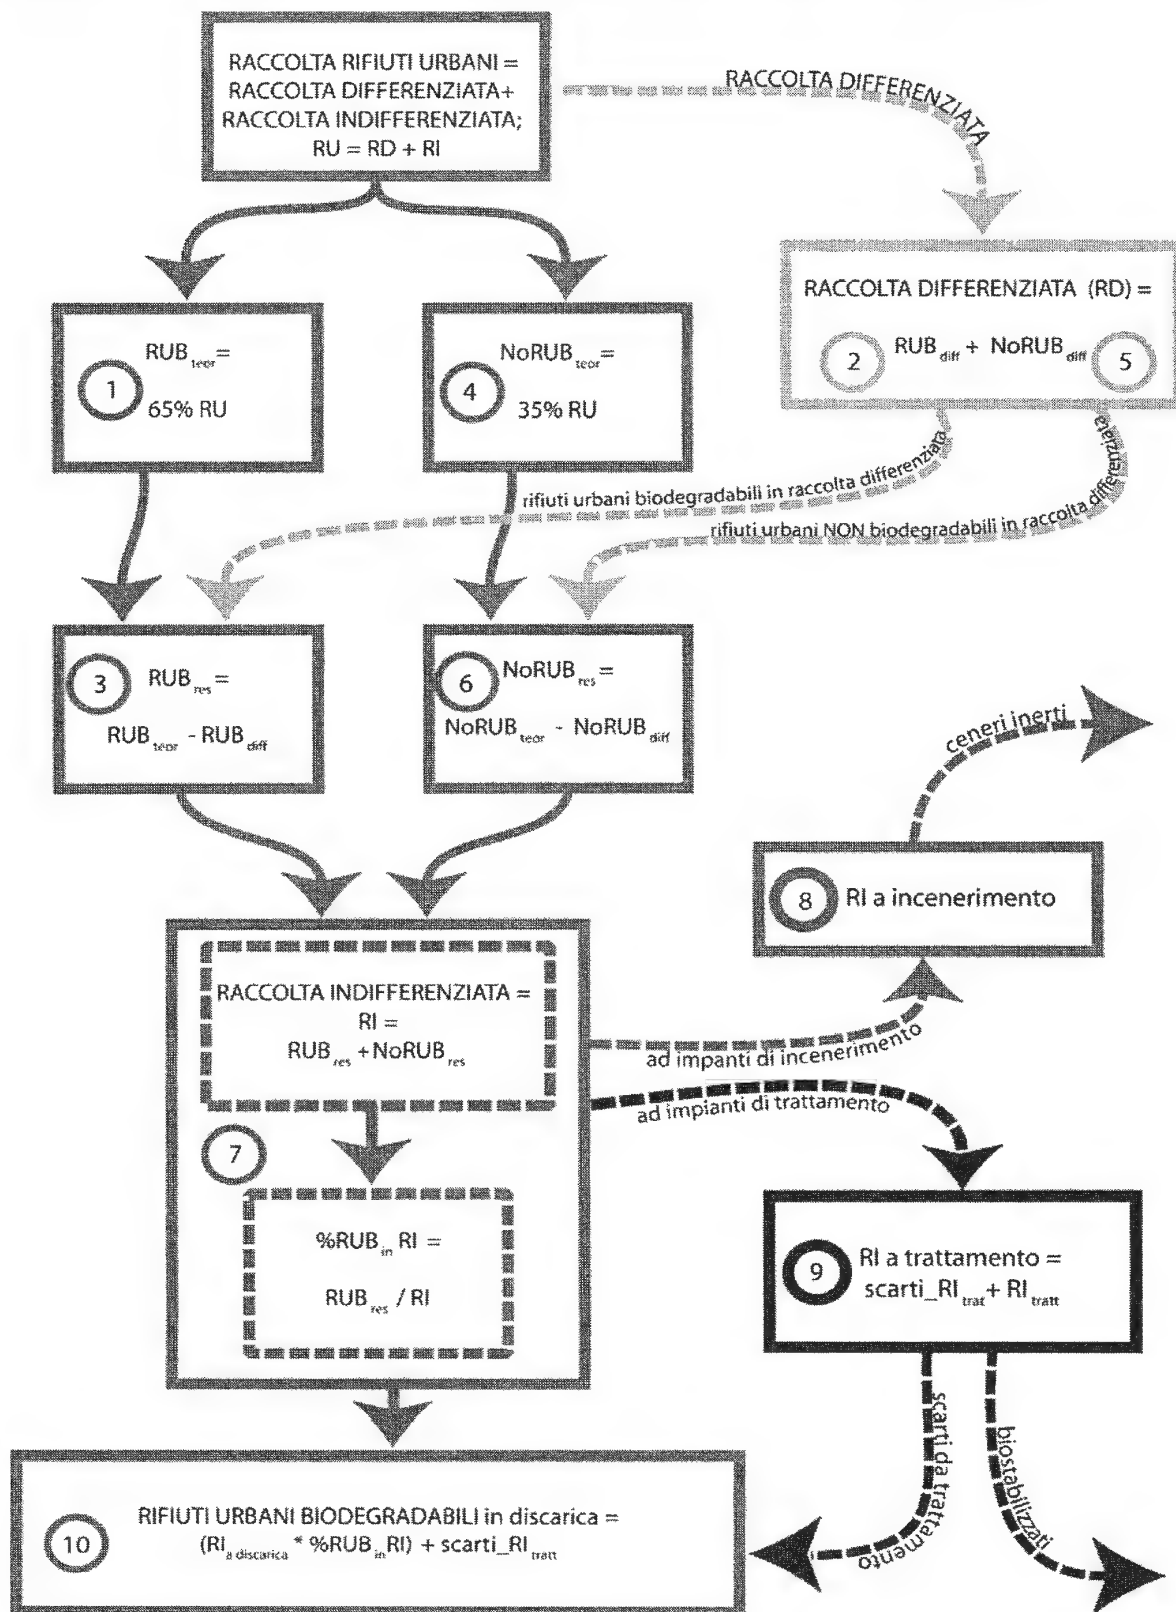 RACCOLTA RIFIUTI URBANI =
RACCOLTA DIFFERENZIATA+
RACCOLTA INDIFFERENZIATA;
RU = RD + RI
RACCOLTA DIFFERENZIATA
1
RUB teor =
65% RU
4
NoRUB teor =
35% RU
RACCOLTA DIFFERENZIATA (RD) =
2
RUB diff + NoRUB diff
5
rifiuti urbani biodegradabili in raccolta differenziata
rifiuti urbani NON biodegradabili in raccolta differenziata
3
RUB res =
RUB teor - RUB diff
6
NoRUB res =
NoRUB teor - NoRUB diff
ceneri inerti
8
RI a incenerimento
RACCOLTA INDIFFERENZIATA =
RI =
RUB res + NoRUB res
ad impanti di incenerimento
ad impianti di trattamento
7
%RUB in RI =
RUB res / RI
9
RI a trattamento =
scarti_RI trat + RI tratt
scarti da trattamento
biostabilizzati
10
RIFIUTI URBANI BIODEGRADABILI in discarica =
(RI a discarica * %RUB in RI) + scarti_RI tratt